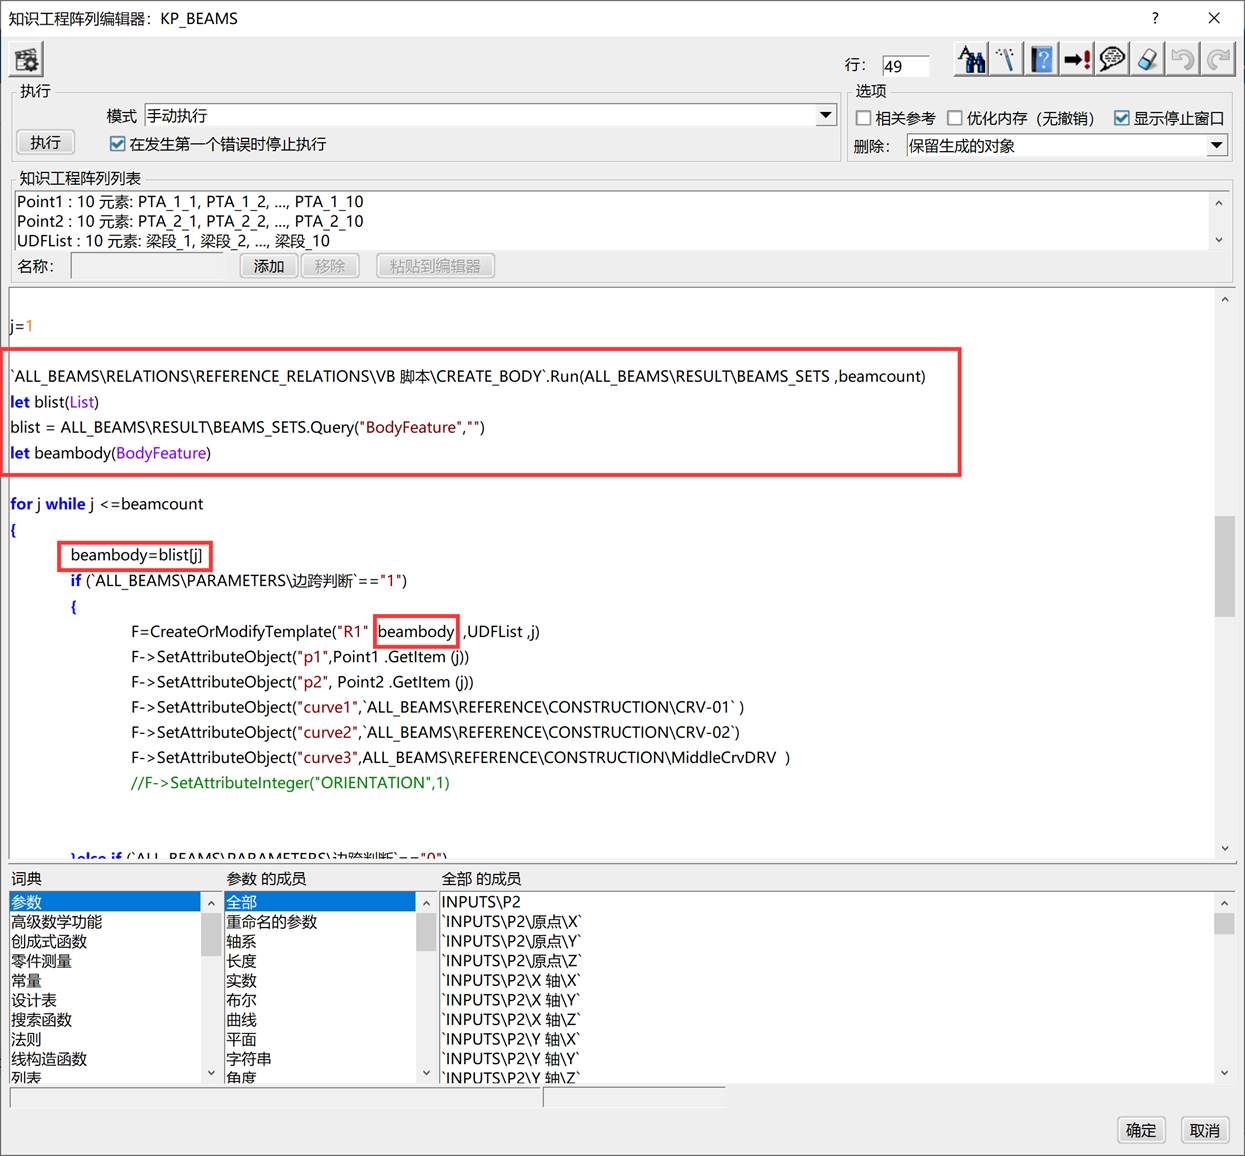 知识工程阵列编辑器：KP_BEAMS
?
行：
49
执行
模式
手动执行
执行
在发生第一个错误时停止执行
选项
相关参考
优化内存（无撤销）
显示停止窗口
删除：
保留生成的对象
知识工程阵列列表
Point1 : 10 元素: PTA_1_1, PTA_1_2, ..., PTA_1_10
Point2 : 10 元素: PTA_2_1, PTA_2_2, ..., PTA_2_10
UDFList : 10 元素: 梁段_1, 梁段_2, ..., 梁段_10
名称：
添加
移除
粘贴到编辑器
j=1
`ALL_BEAMS\RELATIONS\REFERENCE_RELATIONS\VB 脚本\CREATE_BODY`.Run(ALL_BEAMS\RESULT\BEAMS_SETS ,beamcount)
let blist(List)
blist = ALL_BEAMS\RESULT\BEAMS_SETS.Query("BodyFeature","")
let beambody(BodyFeature)
for j while j <=beamcount
{
beambody=blist[j]
if (`ALL_BEAMS\PARAMETERS\边跨判断`=="1")
{
F=CreateOrModifyTemplate("R1" beambody ,UDFList ,j)
F->SetAttributeObject("p1",Point1 .GetItem (j))
F->SetAttributeObject("p2", Point2 .GetItem (j))
F->SetAttributeObject("curve1",`ALL_BEAMS\REFERENCE\CONSTRUCTION\CRV-01` )
F->SetAttributeObject("curve2",`ALL_BEAMS\REFERENCE\CONSTRUCTION\CRV-02`)
F->SetAttributeObject("curve3",ALL_BEAMS\REFERENCE\CONSTRUCTION\MiddleCrvDRV )
//F->SetAttributeInteger("ORIENTATION",1)
}else if (`ALL_BEAMS\PARAMETERS\边跨判断`=="0")
词典
参数
高级数学功能
创成式函数
零件测量
常量
设计表
搜索函数
法则
线构造函数
列表
参数 的成员
全部
重命名的参数
轴系
长度
实数
布尔
曲线
平面
字符串
角度
全部 的成员
INPUTS\P2
`INPUTS\P2\原点\X`
`INPUTS\P2\原点\Y`
`INPUTS\P2\原点\Z`
`INPUTS\P2\X 轴\X`
`INPUTS\P2\X 轴\Y`
`INPUTS\P2\X 轴\Z`
`INPUTS\P2\Y 轴\X`
`INPUTS\P2\Y 轴\Y`
`INPUTS\P2\Y 轴\Z`
确定
取消